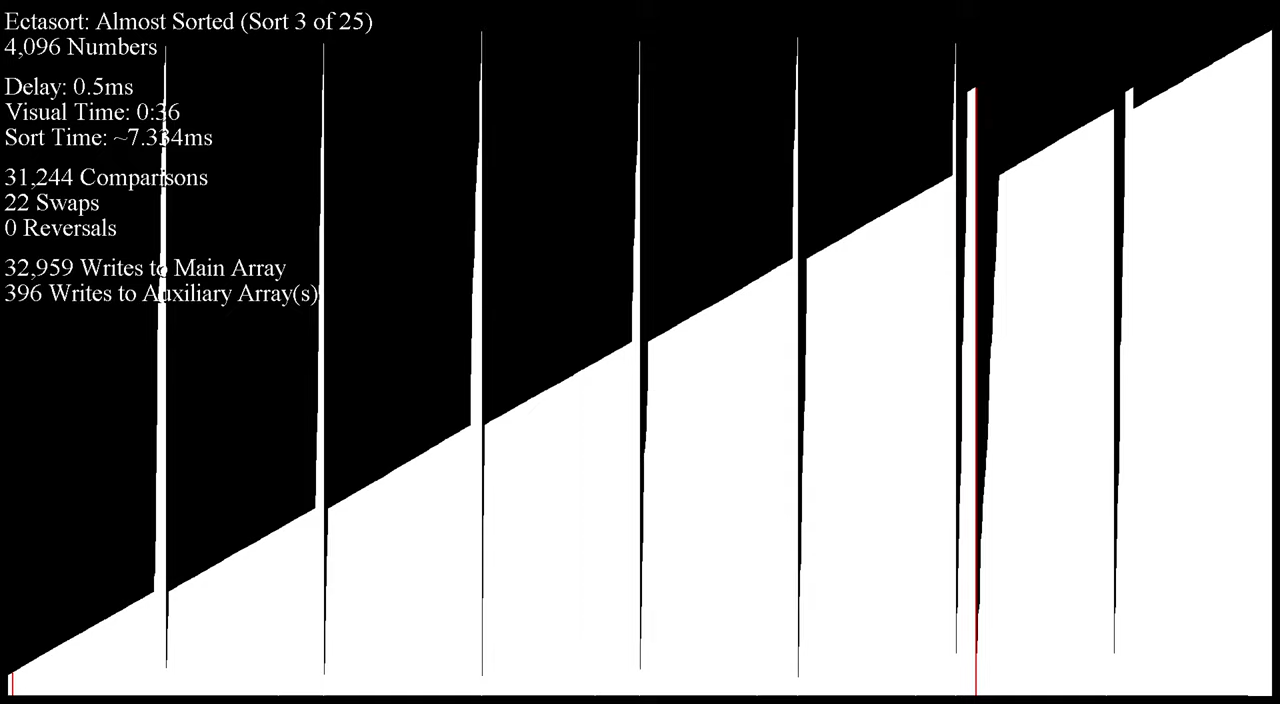 Ectasort: Almost Sorted (Sort 3 of 25)
4,096 Numbers
Delay: 0.5ms
Visual Time: 0:36
Sort Time: ~7.334ms
31,244 Comparisons
22 Swaps
0 Reversals
32,959 Writes to Main Array
396 Writes to Auxiliary Array(s)